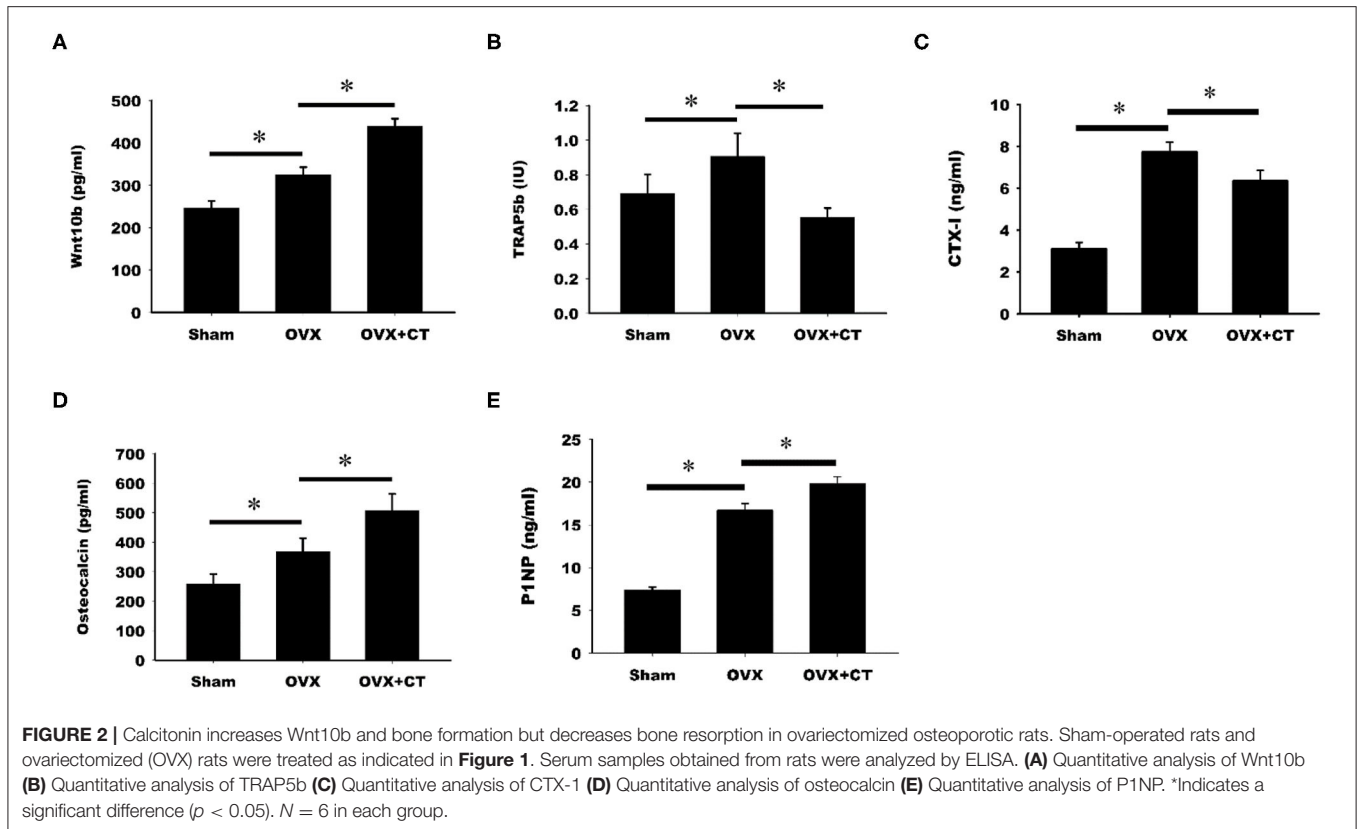 A
Wnt10b (pg/ml)
500
400
300
200
100
0
*
*
Sham OVX OVX+CT
B
TRAP5b (IU)
1.2
1.0
0.8
0.6
0.4
0.2
0.0
*
*
Sham OVX OVX+CT
C
CTX-I (ng/ml)
10
8
6
4
2
0
*
*
Sham OVX OVX+CT
D
Osteocalcin (pg/ml)
700
600
500
400
300
200
100
0
*
*
Sham OVX OVX+CT
E
P1NP (ng/ml)
25
20
15
10
5
0
*
*
Sham OVX OVX+CT
FIGURE 2 | Calcitonin increases Wnt10b and bone formation but decreases bone resorption in ovariectomized osteoporotic rats. Sham-operated rats and
ovariectomized (OVX) rats were treated as indicated in Figure 1. Serum samples obtained from rats were analyzed by ELISA. (A) Quantitative analysis of Wnt10b
(B) Quantitative analysis of TRAP5b (C) Quantitative analysis of CTX-1 (D) Quantitative analysis of osteocalcin (E) Quantitative analysis of P1NP. *Indicates a
significant difference (p < 0.05). N = 6 in each group.